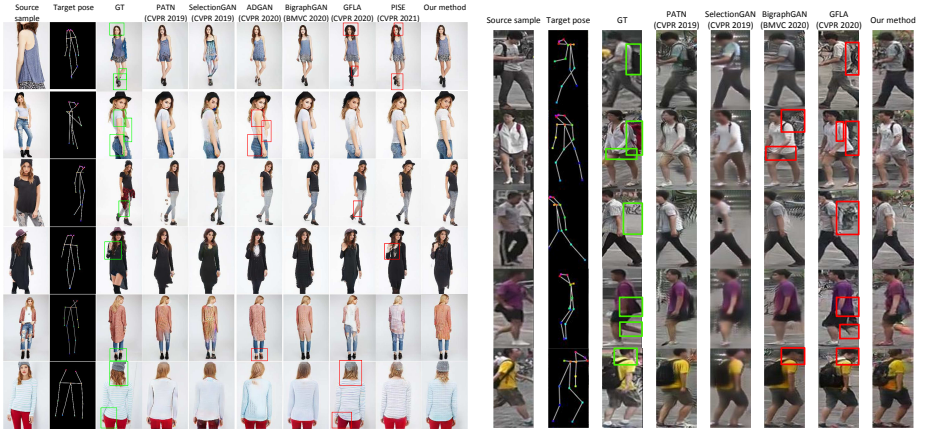 Source sample
Target pose
GT
PATN (CVPR 2019)
SelectionGAN (CVPR 2019)
ADGAN (CVPR 2020)
BigraphGAN (BMVC 2020)
GFLA (CVPR 2020)
PISE (CVPR 2021)
Our method
Source sample
Target pose
GT
PATN (CVPR 2019)
SelectionGAN (CVPR 2019)
BigraphGAN (BMVC 2020)
GFLA (CVPR 2020)
Our method